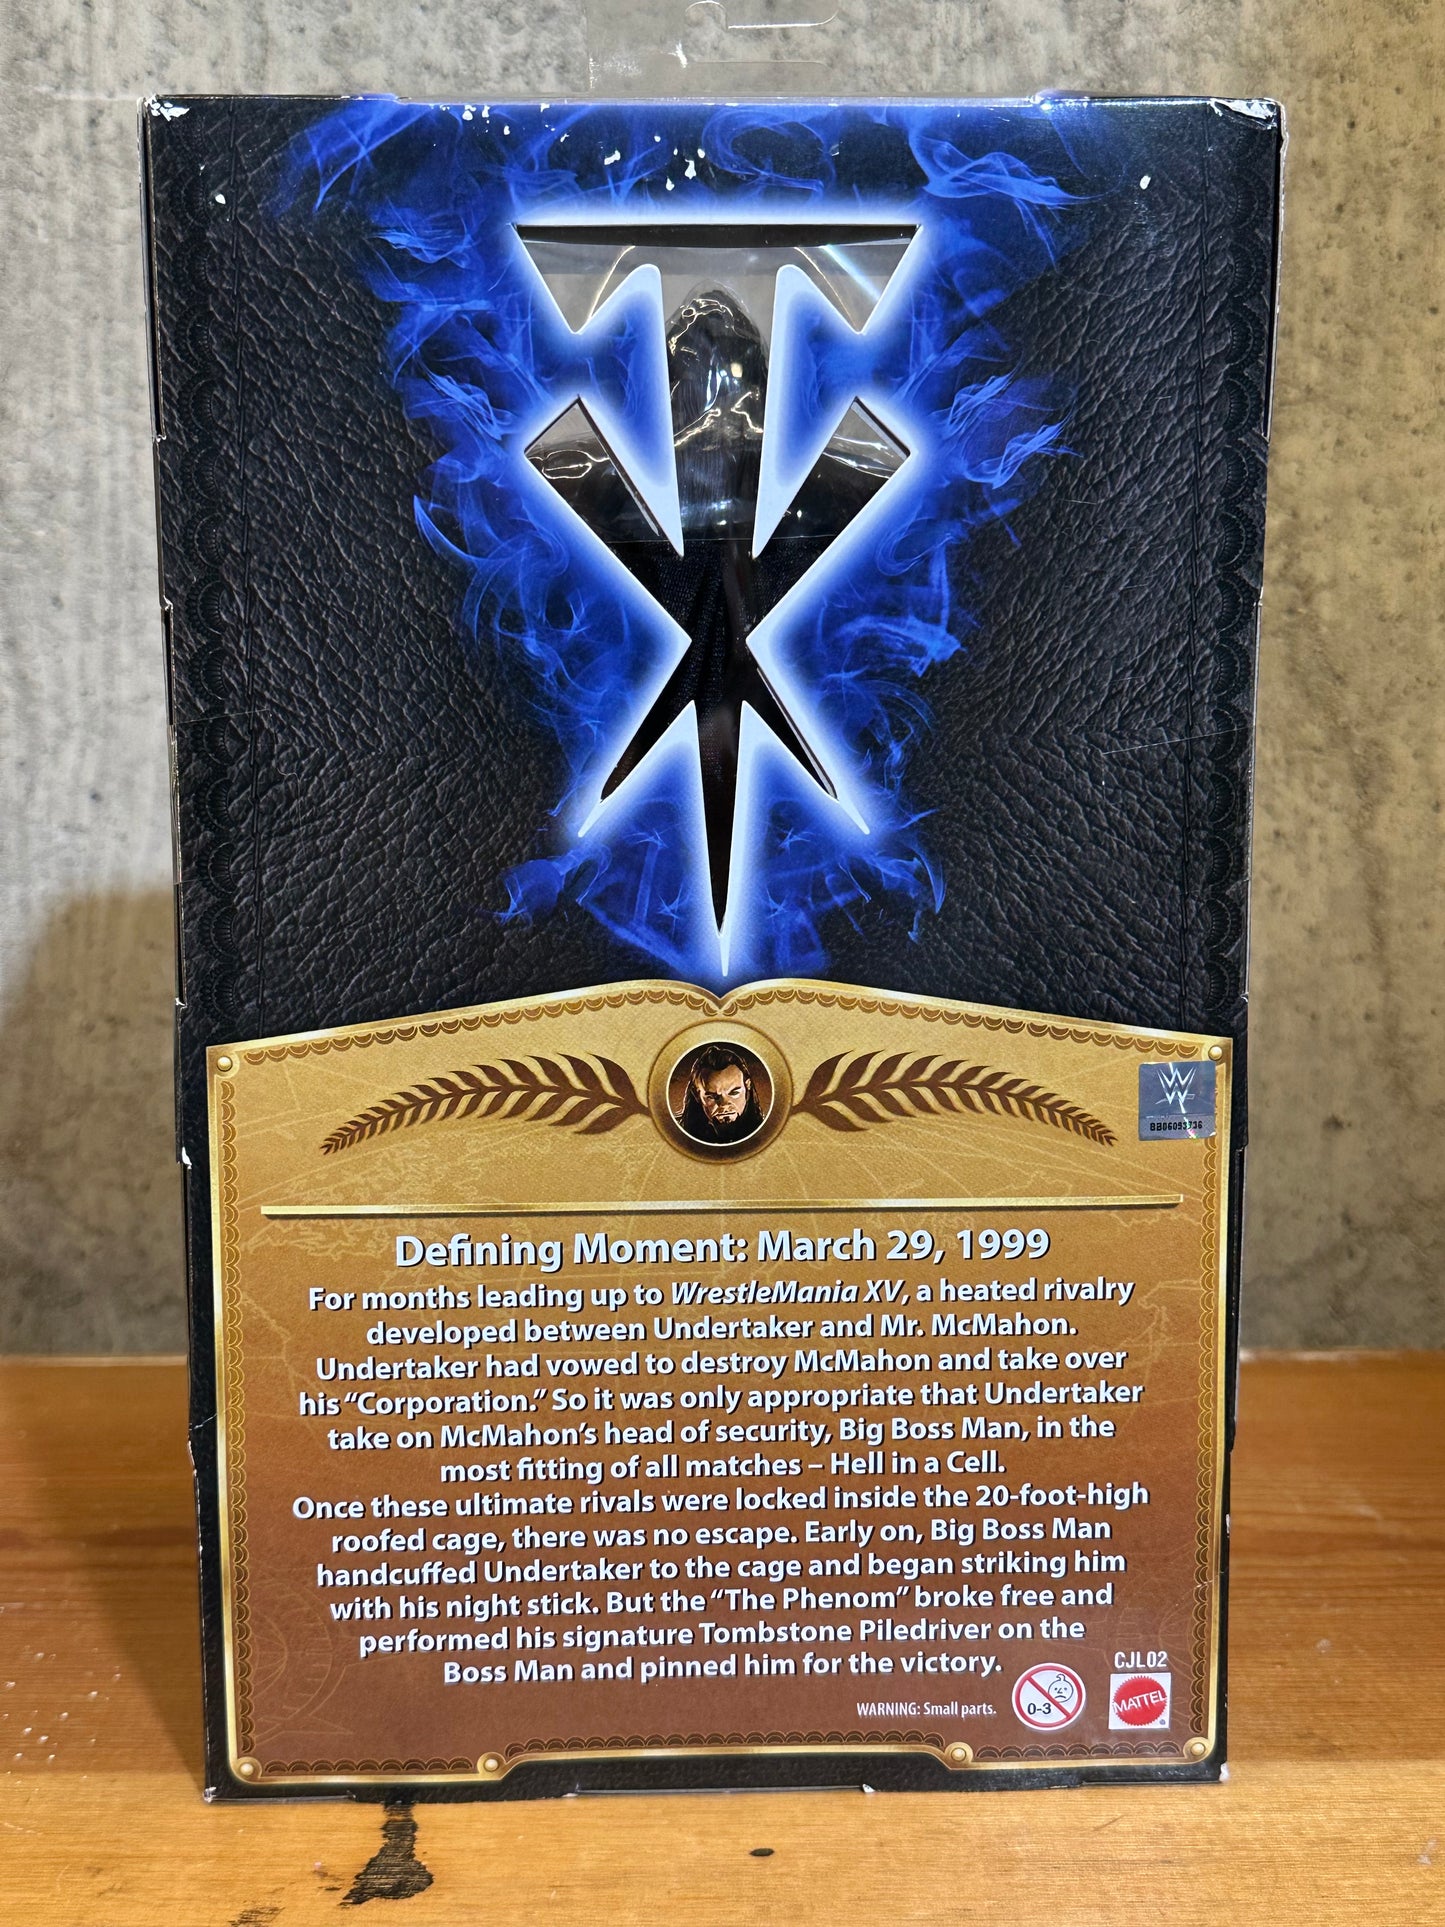 WW
BB06093736
Defining Moment: March 29, 1999
For months leading up to WrestleMania XV, a heated rivalry
developed between Undertaker and Mr. McMahon.
Undertaker had vowed to destroy McMahon and take over
his “Corporation.” So it was only appropriate that Undertaker
take on McMahon’s head of security, Big Boss Man, in the
most fitting of all matches – Hell in a Cell.
Once these ultimate rivals were locked inside the 20-foot-high
roofed cage, there was no escape. Early on, Big Boss Man
handcuffed Undertaker to the cage and began striking him
with his night stick. But the “The Phenom” broke free and
performed his signature Tombstone Piledriver on the
Boss Man and pinned him for the victory.
WARNING: Small parts.
0-3
CJL02
MATTEL